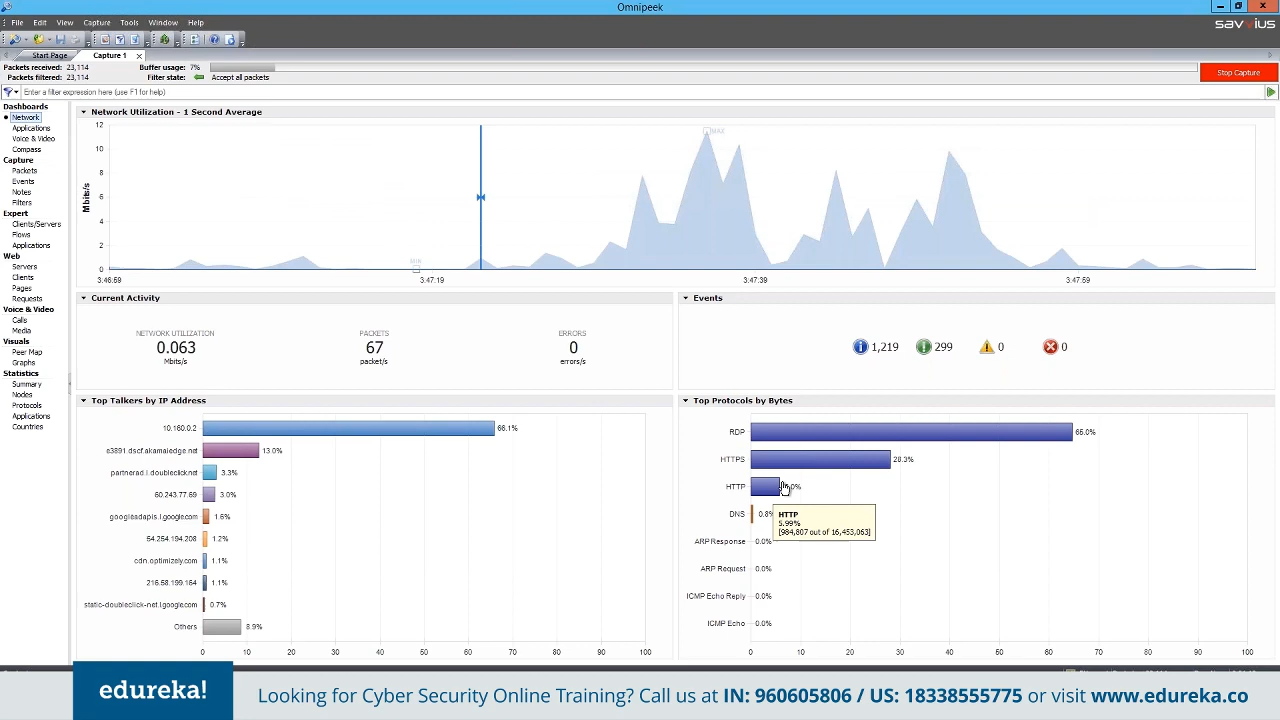 Omnipeek
File Edit View Capture Tools Window Help
savvius
Start Page Capture 1
Packets received: 23,114 Buffer usage: 7%
Packets filtered: 23,114 Filter state: Accept all packets
Stop Capture
Enter a filter expression here (use F1 for help)
Dashboards
Network
Applications
Voice & Video
Compass
Capture
Packets
Events
Notes
Filters
Expert
Clients/Servers
Flows
Applications
Web
Servers
Clients
Pages
Requests
Voice & Video
Calls
Media
Visuals
Peer Map
Graphs
Statistics
Summary
Nodes
Protocols
Applications
Countries
Network Utilization - 1 Second Average
Mbits/s
12
10
8
6
4
2
0
MAX
MIN
3:46:59 3:47:19 3:47:39 3:47:59
Current Activity
NETWORK UTILIZATION PACKETS ERRORS
0.063 67 0
Mbits/s packet/s errors/s
Events
1,219 299 0 0
Top Talkers by IP Address
10.160.0.2 66.1%
e3891.dscf.akamaiedge.net 13.0%
partnerad.l.doubleclick.net 3.3%
60.243.77.69 3.0%
googleadapis.l.google.com 1.6%
54.254.194.208 1.2%
cdn.optimizely.com 1.1%
216.58.199.164 1.1%
static-doubleclick-net.l.google.com 0.7%
Others 8.9%
0 10 20 30 40 50 60 70 80 90 100
Top Protocols by Bytes
RDP 65.0%
HTTPS 28.3%
HTTP
DNS 0.8%
HTTP
5.99%
[984,807 out of 16,453,063]
ARP Response 0.0%
ARP Request 0.0%
ICMP Echo Reply 0.0%
ICMP Echo 0.0%
0 10 20 30 40 50 60 70 80 90 100
edureka!
Looking for Cyber Security Online Training? Call us at IN: 960605806 / US: 18338555775 or visit www.edureka.co